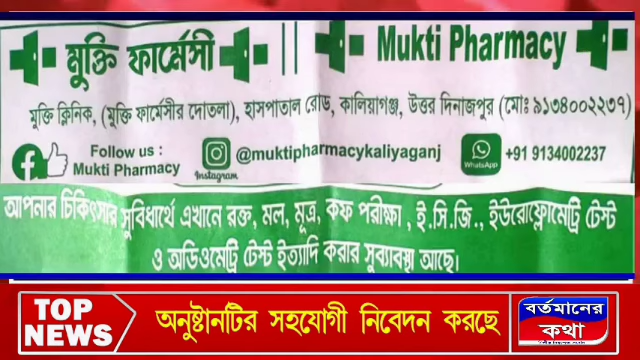 মুক্তি ফার্মেসী || Mukti Pharmacy
মুক্তি ক্লিনিক, (মুক্তি ফার্মেসীর দোতলা), হাসপাতাল রোড, কালিয়াগঞ্জ, উত্তর দিনাজপুর (মোঃ ৯১৩৪০০২২৩৭)
Follow us :
Mukti Pharmacy
Instagram
@muktipharmacykaliyaganj
WhatsApp
+91 9134002237
আপনার চিকিৎসার সুবিধার্থে এখানে রক্ত, মল, মূত্র, কফ পরীক্ষা, ই.সি.জি., ইউরোফ্লোমেট্রি টেস্ট
ও অডিওমেট্রি টেস্ট ইত্যাদি করার সুব্যাবস্থা আছে।
TOP
NEWS
অনুষ্টানটির সহযোগী নিবেদন করছে
বর্তমানের
কথা